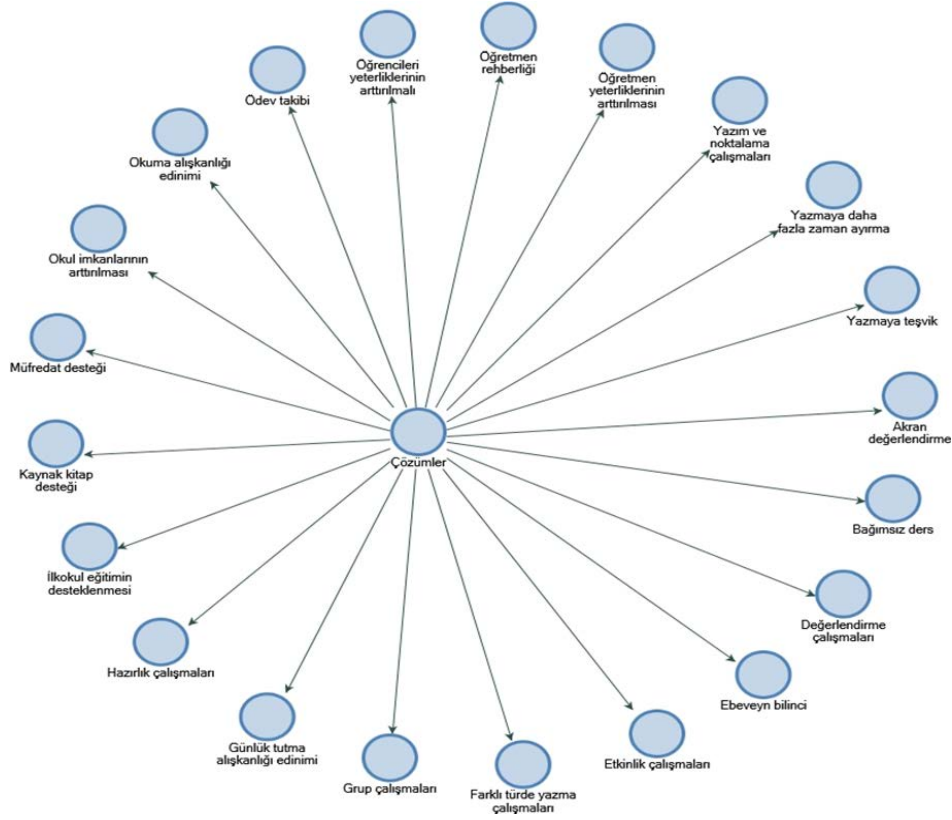 Öğrencileri
yeterliklerinin
arttırılmalı
Öğretmen
rehberliği
Öğretmen
yeterliklerinin
arttırılması
Ödev takibi
Yazım ve
noktalama
çalışmaları
Okuma alışkanlığı
edinimi
Yazmaya daha
fazla zaman ayırma
Okul imkanlarının
arttırılması
Yazmaya teşvik
Müfredat desteği
Akran
değerlendirme
Çözümler
Kaynak kitap
desteği
Bağımsız ders
İlkokul eğitimin
desteklenmesi
Değerlendirme
çalışmaları
Hazırlık çalışmaları
Ebeveyn bilinci
Günlük tutma
alışkanlığı edinimi
Etkinlik çalışmaları
Grup çalışmaları
Farklı türde yazma
çalışmaları